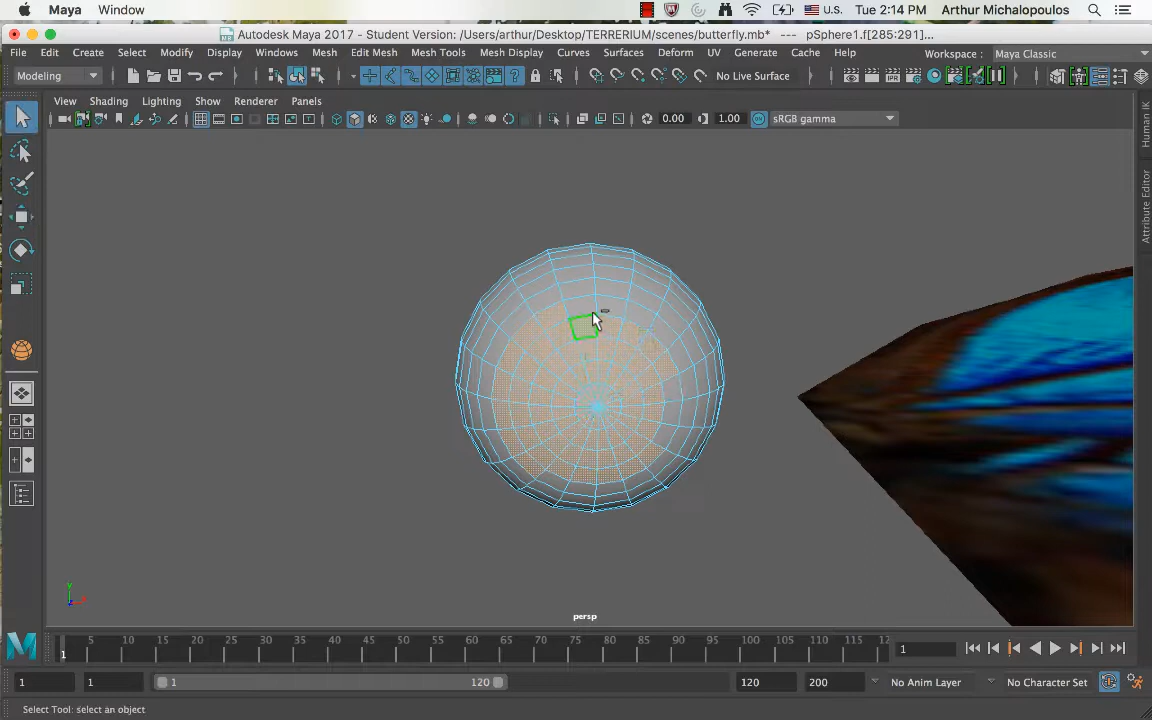 Maya Window U.S. Tue 2:14 PM Arthur Michalopoulos
Autodesk Maya 2017 - Student Version: /Users/arthur/Desktop/TERRERIUM/scenes/butterfly.mb* --- pSphere1.f[285:291]...
File Edit Create Select Modify Display Windows Mesh Edit Mesh Mesh Tools Mesh Display Curves Surfaces Deform UV Generate Cache Help Workspace: Maya Classic
Modeling No Live Surface
View Shading Lighting Show Renderer Panels
0.00 1.00 sRGB gamma
Human IK
Attribute Editor
persp
5 10 15 20 25 30 35 40 45 50 55 60 65 70 75 80 85 90 95 100 105 110 115 12
1 1
1 1 1 120 120 200 No Anim Layer No Character Set
Select Tool: select an object